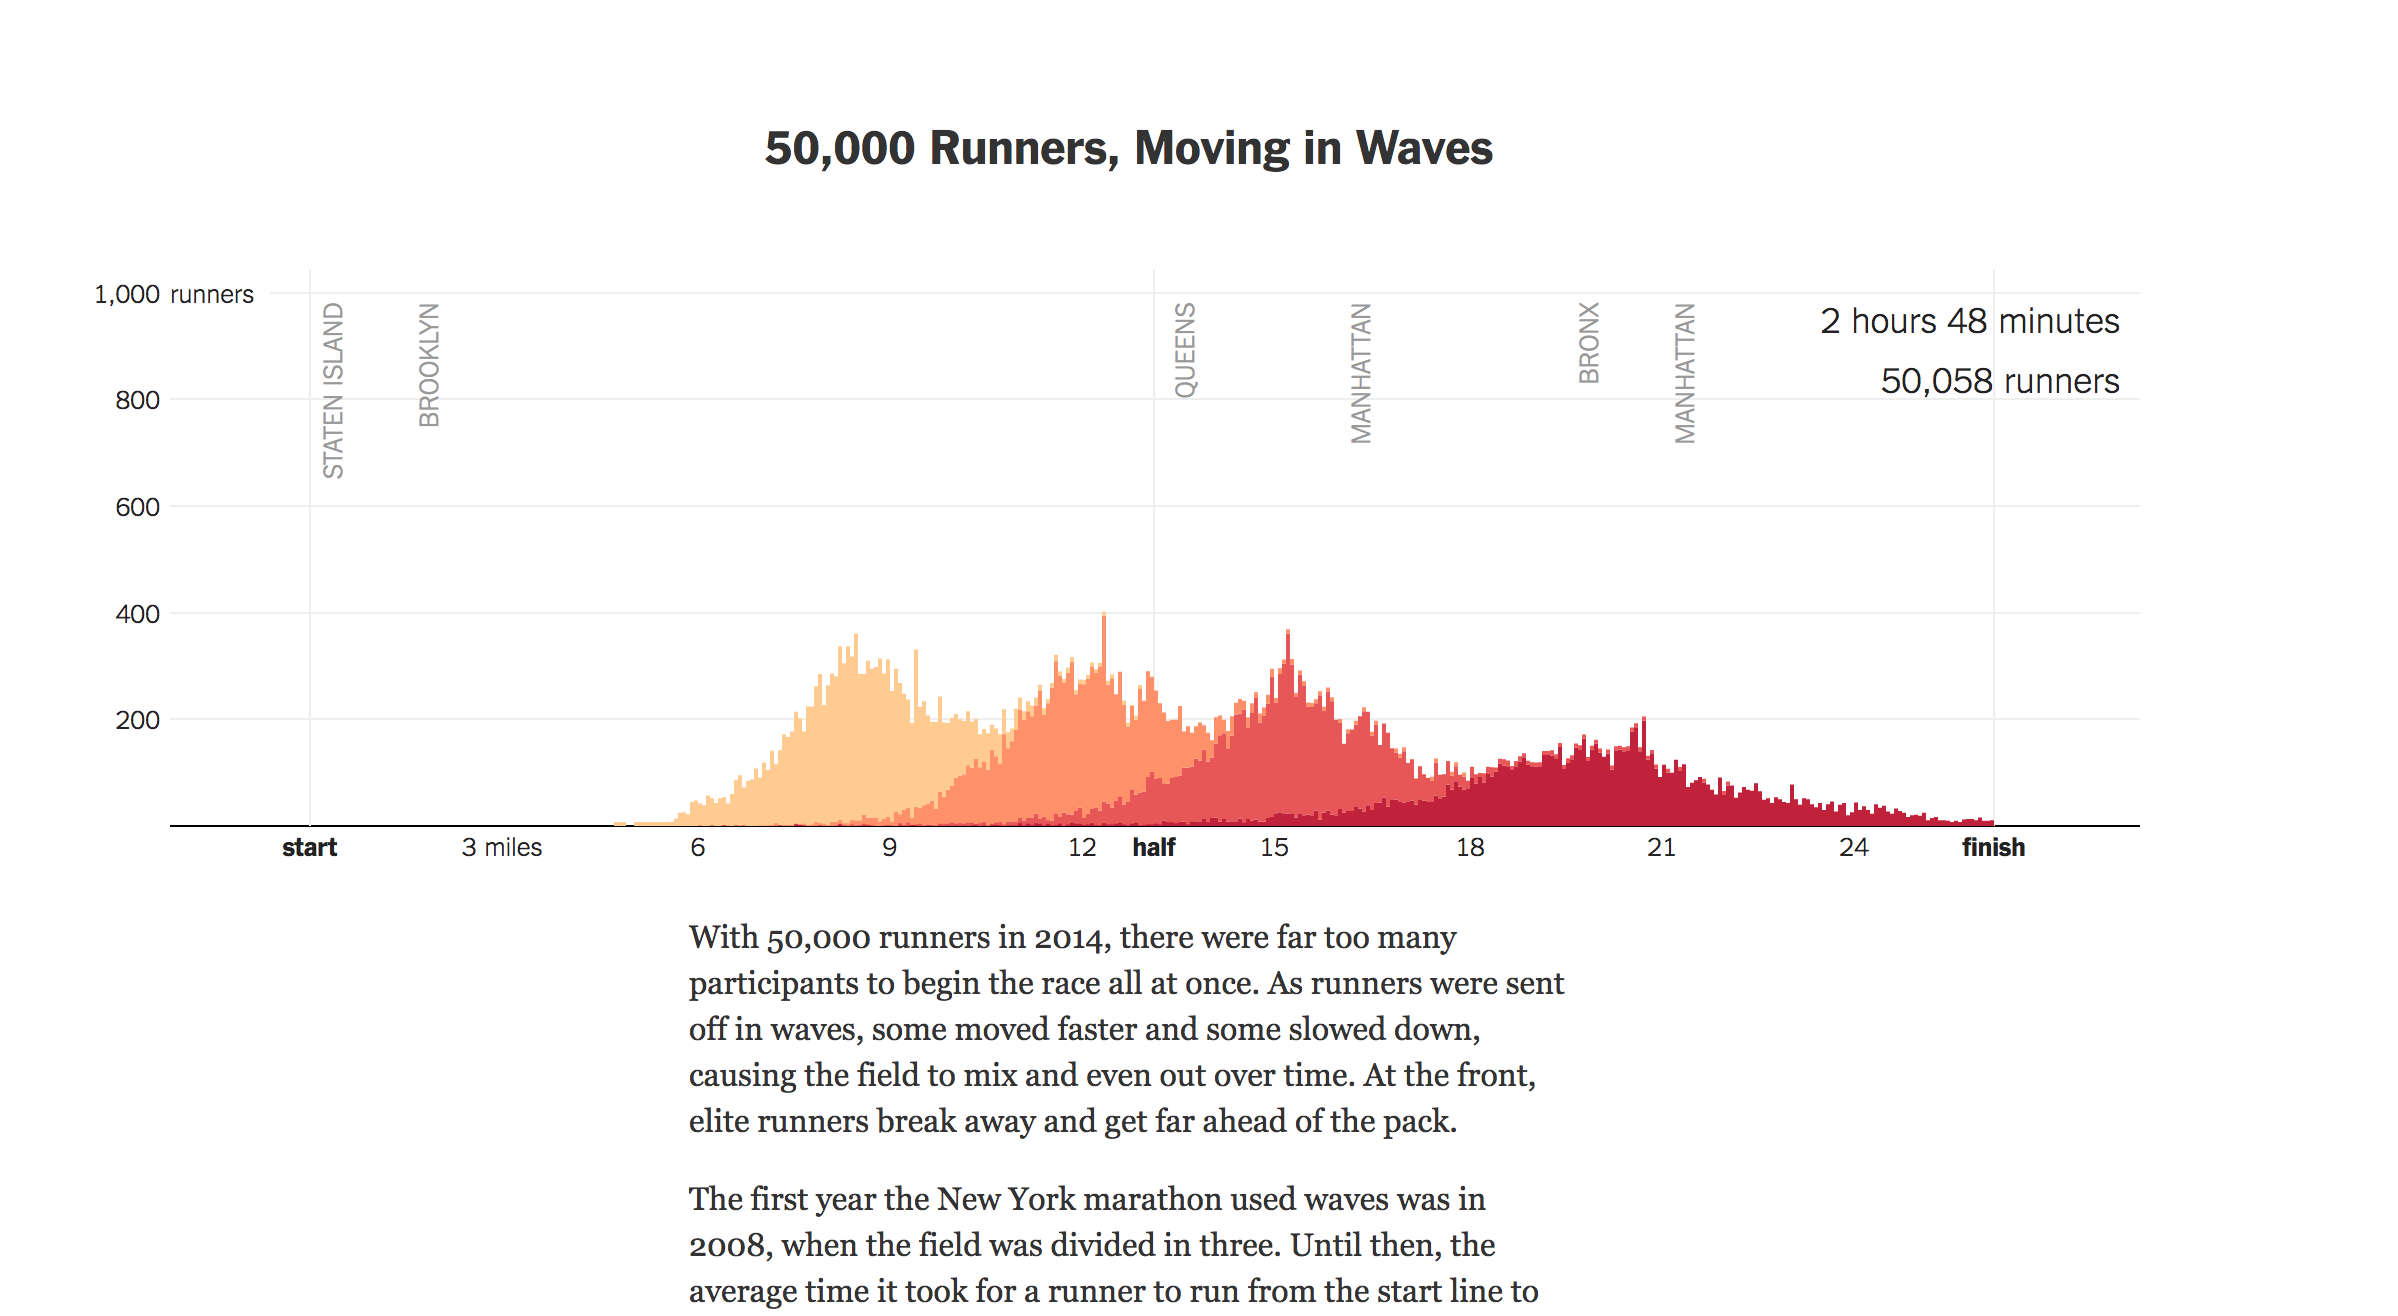 50,000 Runners, Moving in Waves
1,000 runners
800
600
400
200
STATEN ISLAND
BROOKLYN
QUEENS
MANHATTAN
BRONX
MANHATTAN
2 hours 48 minutes
50,058 runners
start 3 miles 6 9 12 half 15 18 21 24 finish
With 50,000 runners in 2014, there were far too many
participants to begin the race all at once. As runners were sent
off in waves, some moved faster and some slowed down,
causing the field to mix and even out over time. At the front,
elite runners break away and get far ahead of the pack.
The first year the New York marathon used waves was in
2008, when the field was divided in three. Until then, the
average time it took for a runner to run from the start line to